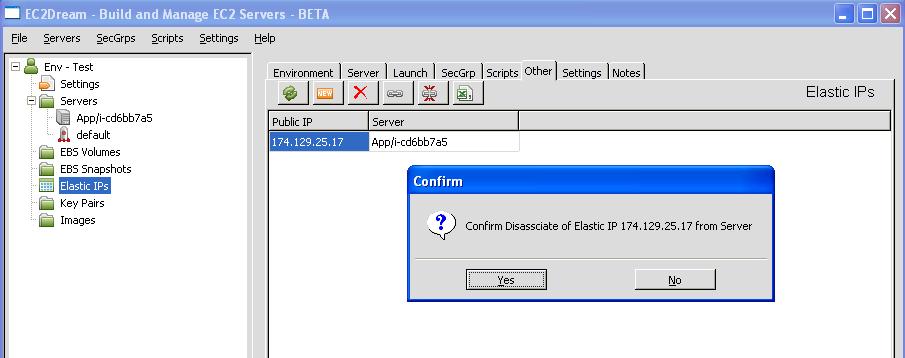 EC2Dream - Build and Manage EC2 Servers - BETA
File Servers SecGrps Scripts Settings Help
Env - Test
Settings
Servers
App/i-cd6bb7a5
default
EBS Volumes
EBS Snapshots
Elastic IPs
Key Pairs
Images
Environment Server Launch SecGrp Scripts Other Settings Notes
NEW
Elastic IPs
Public IP Server
174.129.25.17 App/i-cd6bb7a5
Confirm
Confirm Disassciate of Elastic IP 174.129.25.17 from Server
Yes No